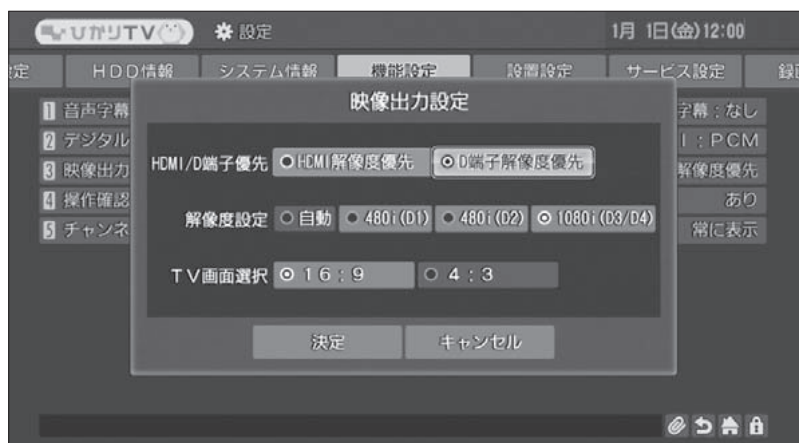 ひかりTV 設定 1月 1日(金)12:00
定 HDD情報 システム情報 機能設定 設置設定 サービス設定 録画
映像出力設定
1 音声字幕 字幕:なし
2 デジタル I:PCM
3 映像出力 解像度優先
4 操作確認 あり
5 チャンネ 常に表示
HDMI/D端子優先 HDMI解像度優先 D端子解像度優先
解像度設定 自動 480i(D1) 480i(D2) 1080i(D3/D4)
TV画面選択 16:9 4:3
決定 キャンセル